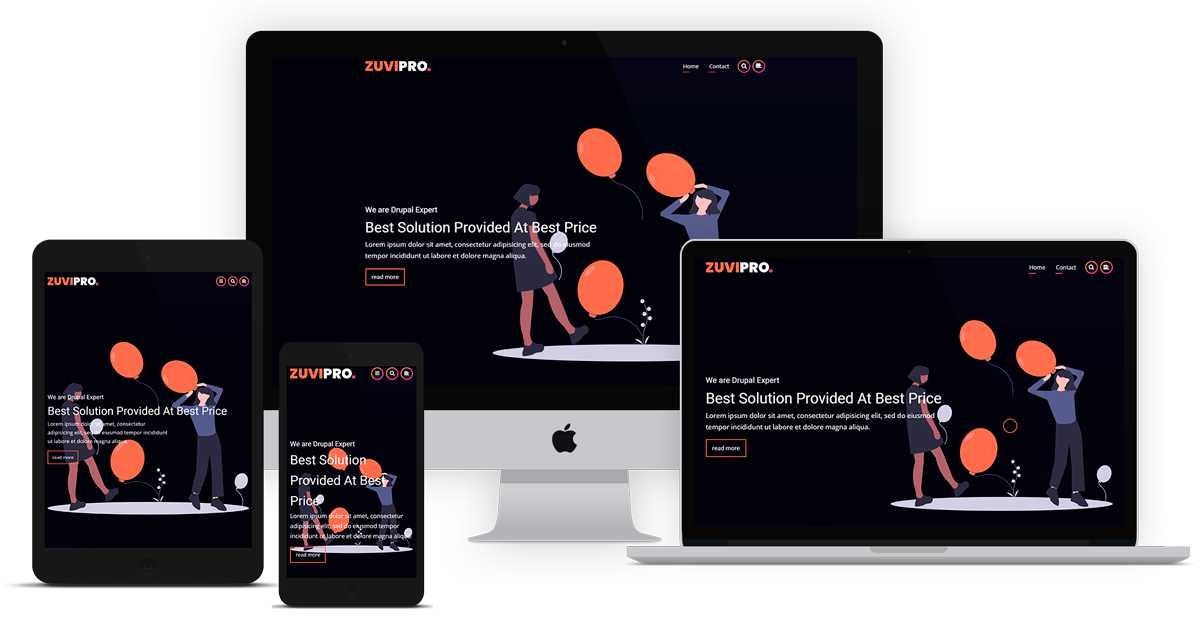 ZUVIPRO.
Home Contact
We are Drupal Expert
Best Solution Provided At Best Price
Lorem ipsum dolor sit amet, consectetur adipisicing elit, sed do eiusmod
tempor incididunt ut labore et dolore magna aliqua.
read more
ZUVIPRO.
We are Drupal Expert
Best Solution Provided At Best Price
Lorem ipsum dolor sit amet, consectetur
adipisicing elit, sed do eiusmod tempor incididunt
ut labore et dolore magna aliqua.
read more
ZUVIPRO.
We are Drupal Expert
Best Solution
Provided At Best
Price
Lorem ipsum dolor sit amet, consectetur
adipisicing elit, sed do eiusmod tempor
incididunt ut labore et dolore magna aliqua.
read more
ZUVIPRO.
Home Contact
We are Drupal Expert
Best Solution Provided At Best Price
Lorem ipsum dolor sit amet, consectetur adipisicing elit, sed do eiusmod
tempor incididunt ut labore et dolore magna aliqua.
read more